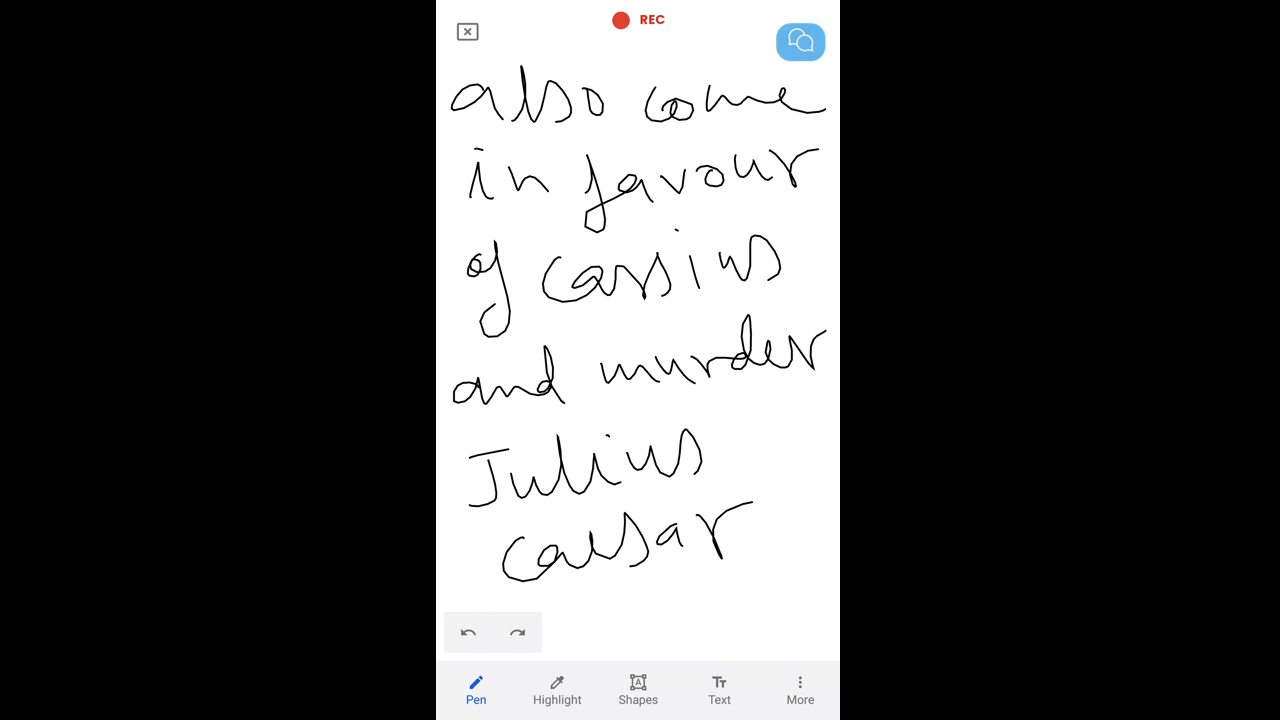 REC
also come
in favour
of Cassius
and murder
Julius
Caesar
Pen Highlight Shapes Text More